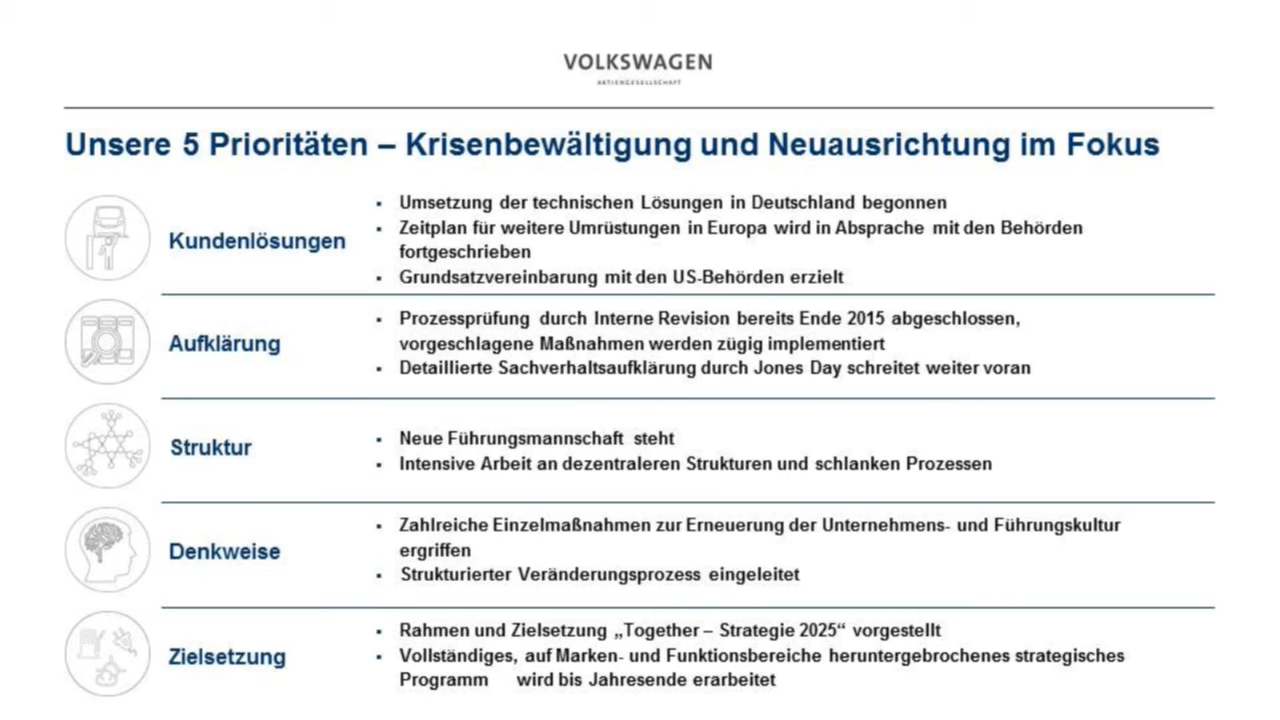 VOLKSWAGEN
AKTIENGESELLSCHAFT
Unsere 5 Prioritäten – Krisenbewältigung und Neuausrichtung im Fokus
Kundenlösungen
▪ Umsetzung der technischen Lösungen in Deutschland begonnen
▪ Zeitplan für weitere Umrüstungen in Europa wird in Absprache mit den Behörden
fortgeschrieben
▪ Grundsatzvereinbarung mit den US-Behörden erzielt
Aufklärung
▪ Prozessprüfung durch Interne Revision bereits Ende 2015 abgeschlossen,
vorgeschlagene Maßnahmen werden zügig implementiert
▪ Detaillierte Sachverhaltsaufklärung durch Jones Day schreitet weiter voran
Struktur
▪ Neue Führungsmannschaft steht
▪ Intensive Arbeit an dezentraleren Strukturen und schlanken Prozessen
Denkweise
▪ Zahlreiche Einzelmaßnahmen zur Erneuerung der Unternehmens- und Führungskultur
ergriffen
▪ Strukturierter Veränderungsprozess eingeleitet
Zielsetzung
▪ Rahmen und Zielsetzung „Together – Strategie 2025“ vorgestellt
▪ Vollständiges, auf Marken- und Funktionsbereiche heruntergebrochenes strategisches
Programm wird bis Jahresende erarbeitet